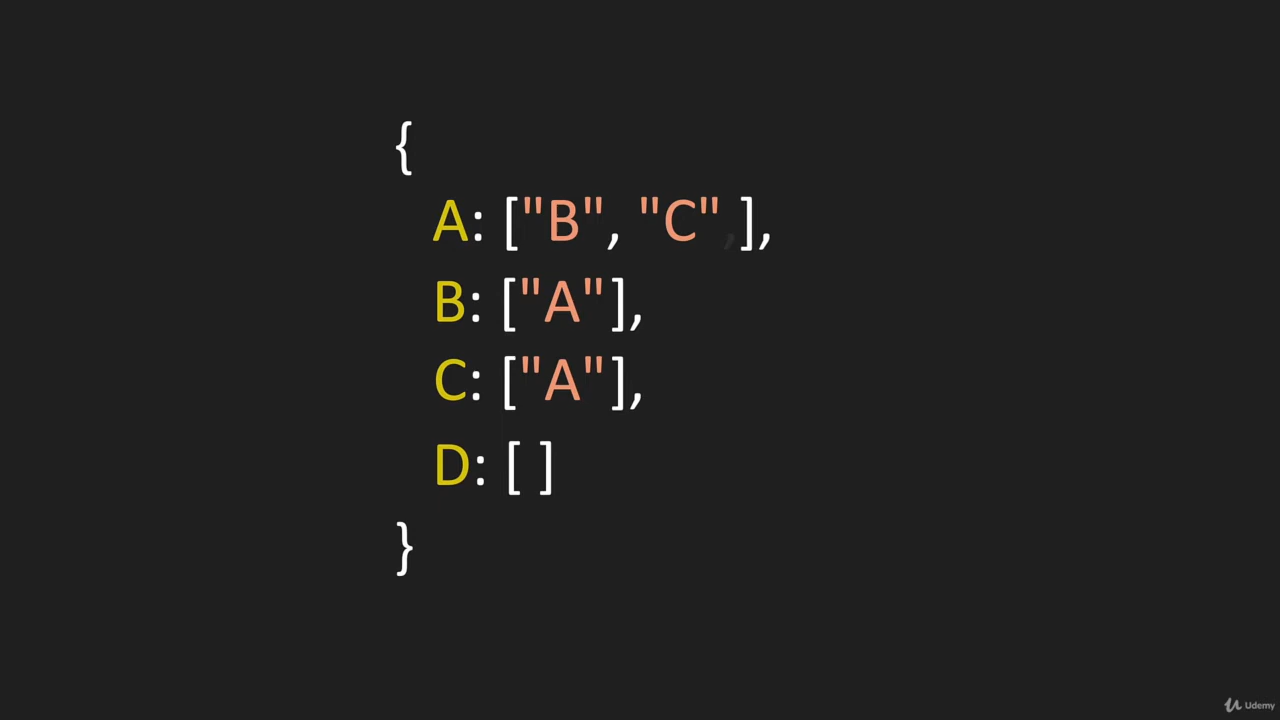 {
A: ["B", "C",],
B: ["A"],
C: ["A"],
D: [ ]
}
Udemy